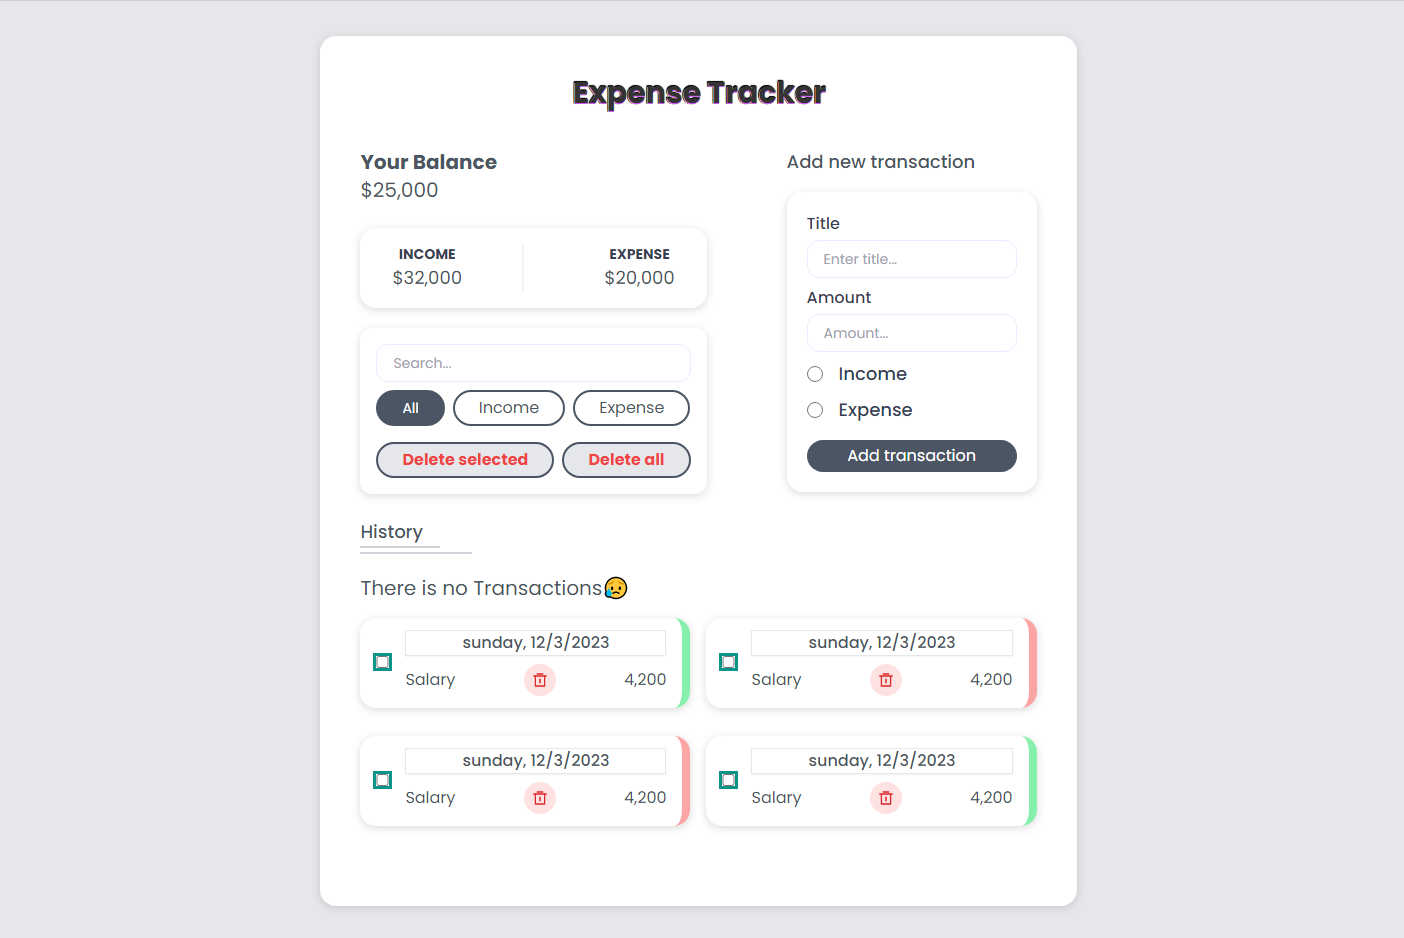 Expense Tracker
Your Balance
$25,000
INCOME
$32,000
EXPENSE
$20,000
Search...
All
Income
Expense
Delete selected
Delete all
Add new transaction
Title
Enter title...
Amount
Amount...
Income
Expense
Add transaction
History
There is no Transactions😥
sunday, 12/3/2023
Salary 4,200
sunday, 12/3/2023
Salary 4,200
sunday, 12/3/2023
Salary 4,200
sunday, 12/3/2023
Salary 4,200